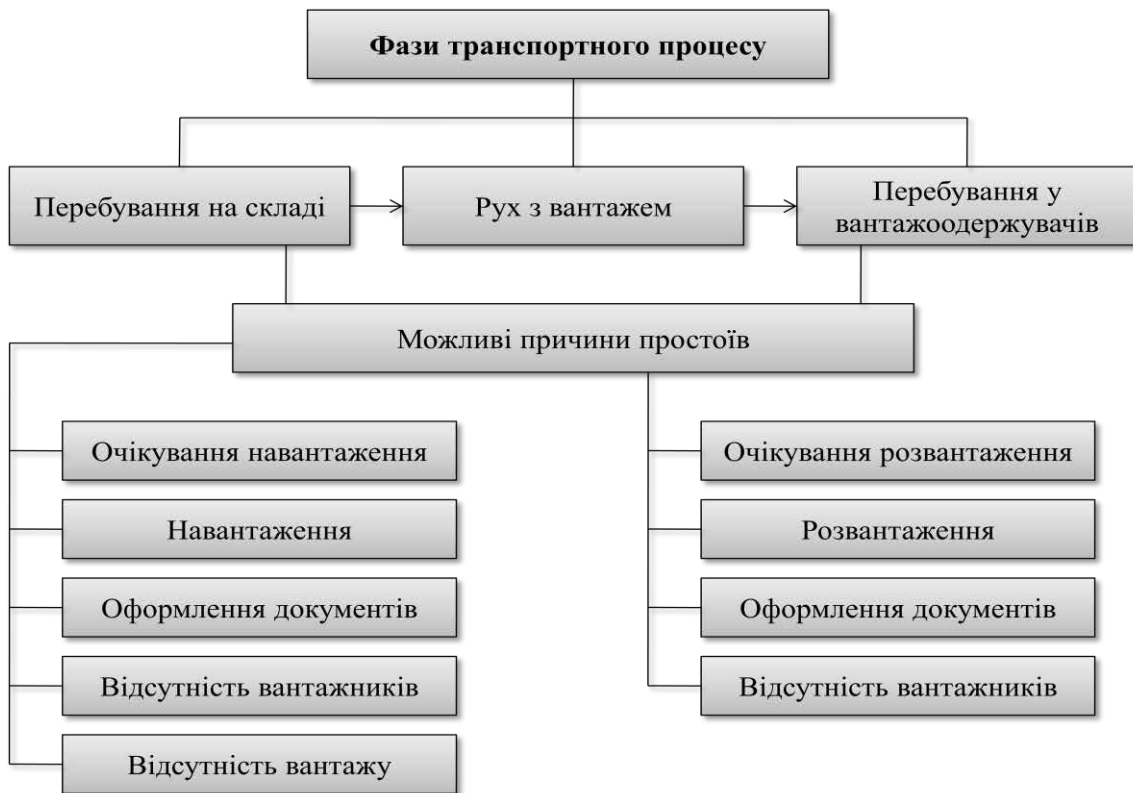 Фази транспортного процесу
Перебування на складі
Рух з вантажем
Перебування у
вантажоодержувачів
Можливі причини простоїв
Очікування навантаження
Навантаження
Оформлення документів
Відсутність вантажників
Відсутність вантажу
Очікування розвантаження
Розвантаження
Оформлення документів
Відсутність вантажників